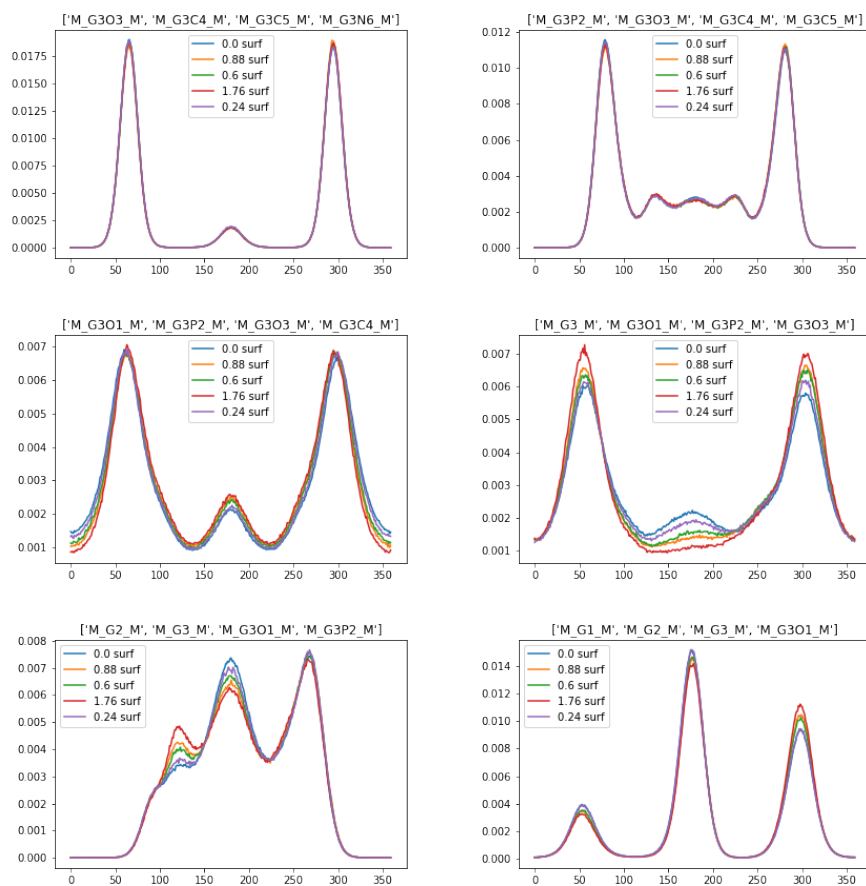 ['M_G3O3_M', 'M_G3C4_M', 'M_G3C5_M', 'M_G3N6_M']
0.0 surf
0.88 surf
0.6 surf
1.76 surf
0.24 surf
0.0175
0.0150
0.0125
0.0100
0.0075
0.0050
0.0025
0.0000
0 50 100 150 200 250 300 350
['M_G3P2_M', 'M_G3O3_M', 'M_G3C4_M', 'M_G3C5_M']
0.0 surf
0.88 surf
0.6 surf
1.76 surf
0.24 surf
0.012
0.010
0.008
0.006
0.004
0.002
0.000
0 50 100 150 200 250 300 350
['M_G3O1_M', 'M_G3P2_M', 'M_G3O3_M', 'M_G3C4_M']
0.0 surf
0.88 surf
0.6 surf
1.76 surf
0.24 surf
0.007
0.006
0.005
0.004
0.003
0.002
0.001
0 50 100 150 200 250 300 350
['M_G3_M', 'M_G3O1_M', 'M_G3P2_M', 'M_G3O3_M']
0.0 surf
0.88 surf
0.6 surf
1.76 surf
0.24 surf
0.007
0.006
0.005
0.004
0.003
0.002
0.001
0 50 100 150 200 250 300 350
['M_G2_M', 'M_G3_M', 'M_G3O1_M', 'M_G3P2_M']
0.0 surf
0.88 surf
0.6 surf
1.76 surf
0.24 surf
0.008
0.007
0.006
0.005
0.004
0.003
0.002
0.001
0.000
0 50 100 150 200 250 300 350
['M_G1_M', 'M_G2_M', 'M_G3_M', 'M_G3O1_M']
0.0 surf
0.88 surf
0.6 surf
1.76 surf
0.24 surf
0.014
0.012
0.010
0.008
0.006
0.004
0.002
0.000
0 50 100 150 200 250 300 350